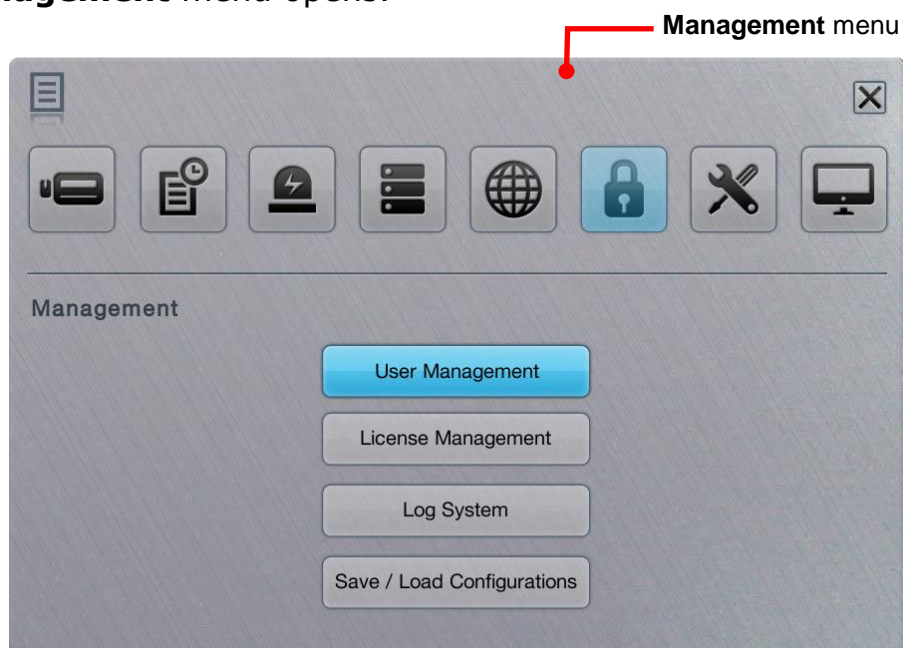 Management menu
Management
User Management
License Management
Log System
Save / Load Configurations